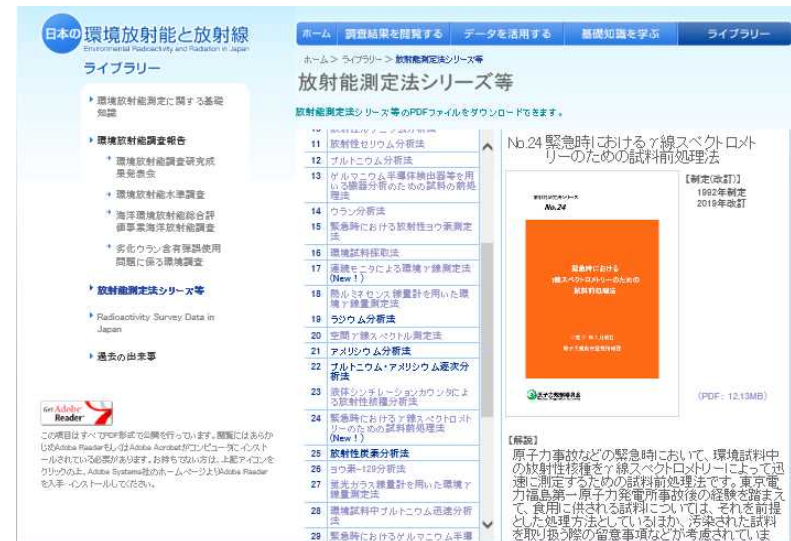 日本の環境放射能と放射線
Environmental Radioactivity and Radiation in Japan
ホーム
調査結果を閲覧する
データを活用する
基礎知識を学ぶ
ライブラリー
ライブラリー
環境放射能測定に関する基礎
知識
環境放射能調査報告
環境放射能調査研究成
果発表会
環境放射能水準調査
海洋環境放射能総合評
価事業海洋放射能調査
劣化ウラン含有弾誤使用
問題に係る環境調査
放射能測定法シリーズ等
Radioactivity Survey Data in
Japan
過去の出来事
Get Adobe
Reader
この項目はすべてPDF形式で公開を行っています。閲覧にはあらか
じめAdobe ReaderもしくはAdobe Acrobatがコンピュータにインスト
ールされている必要があります。お持ちでない方は、上記アイコンを
クリックの上、Adobe Systems社のホームページよりAdobe Reader
を入手・インストールしてください。
ホーム > ライブラリー > 放射能測定法シリーズ等
放射能測定法シリーズ等
放射能測定法シリーズ等のPDFファイルをダウンロードできます。
11 放射性セリウム分析法
12 プルトニウム分析法
13 ゲルマニウム半導体検出器等を用
いる機器分析のための試料の前処
理法
14 ウラン分析法
15 緊急時における放射性ヨウ素測定
法
16 環境試料採取法
17 連続モニタによる環境γ線測定法
(New！)
18 熱ルミネセンス線量計を用いた環
境γ線量測定法
19 ラジウム分析法
20 空間γ線スペクトル測定法
21 アメリシウム分析法
22 プルトニウム・アメリシウム逐次分
析法
23 液体シンチレーションカウンタによ
る放射性核種分析法
24 緊急時におけるγ線スペクトロメト
リーのための試料前処理法
(New！)
25 放射性炭素分析法
26 ヨウ素-129分析法
27 蛍光ガラス線量計を用いた環境γ
線量測定法
28 環境試料中プルトニウム迅速分析
法
29 緊急時におけるゲルマニウム半導
No.24 緊急時におけるγ線スペクトロメト
リーのための試料前処理法
【制定(改訂)】
1992年制定
2019年改訂
放射能測定法シリーズ
No.24
緊急時における
γ線スペクトロメトリーのための
試料前処理法
原子力規制委員会
(PDF: 12.13MB)
【解説】
原子力事故などの緊急時において、環境試料中
の放射性核種をγ線スペクトロメトリーによって迅
速に測定するための試料前処理法です。東京電
力福島第一原子力発電所事故後の経験を踏まえ
て、食用に供される試料については、それを前提
とした処理方法としているほか、汚染された試料
を取り扱う際の留意事項などが考慮されていま